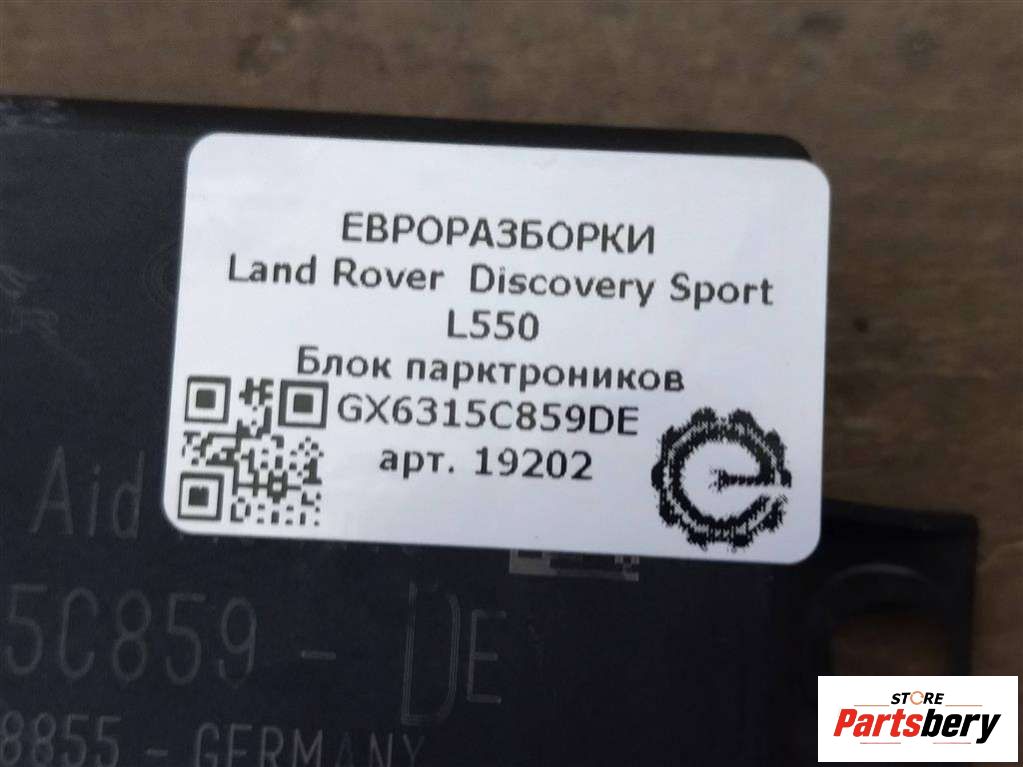 ЕВРОРАЗБОРКИ
Land Rover Discovery Sport
L550
Блок парктроников
GX6315C859DE
арт. 19202
Aid
5C859 - DE
8855 - GERMANY
STORE
Partsbery